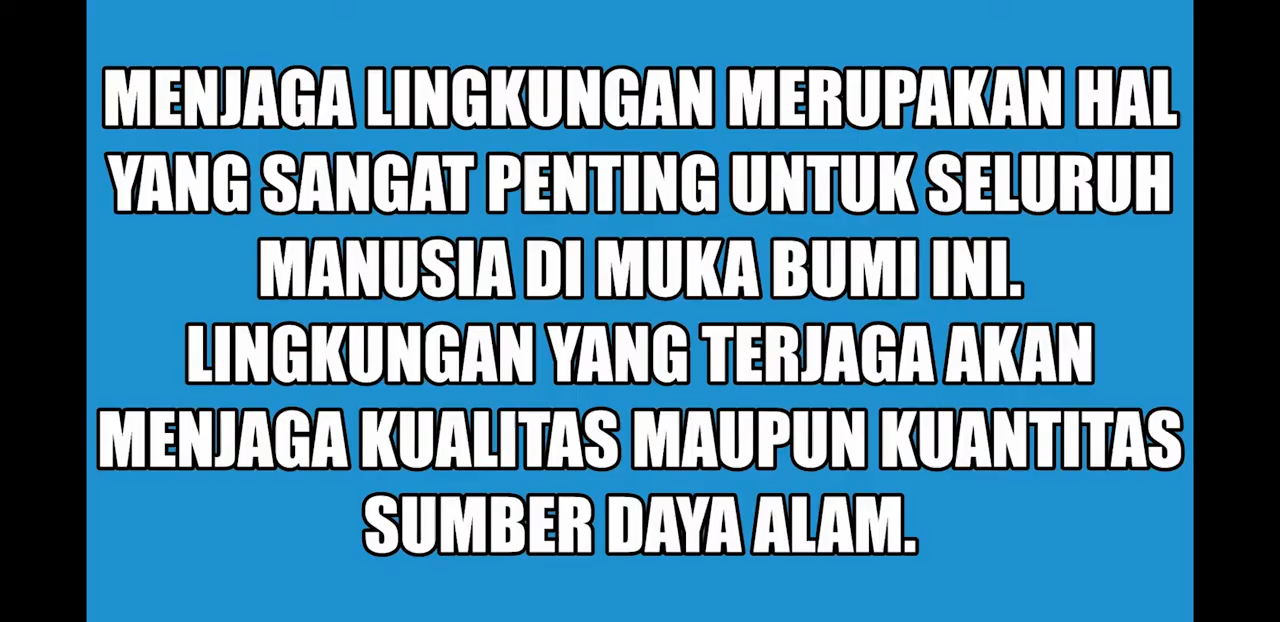 MENJAGA LINGKUNGAN MERUPAKAN HAL
YANG SANGAT PENTING UNTUK SELURUH
MANUSIA DI MUKA BUMI INI.
LINGKUNGAN YANG TERJAGA AKAN
MENJAGA KUALITAS MAUPUN KUANTITAS
SUMBER DAYA ALAM.